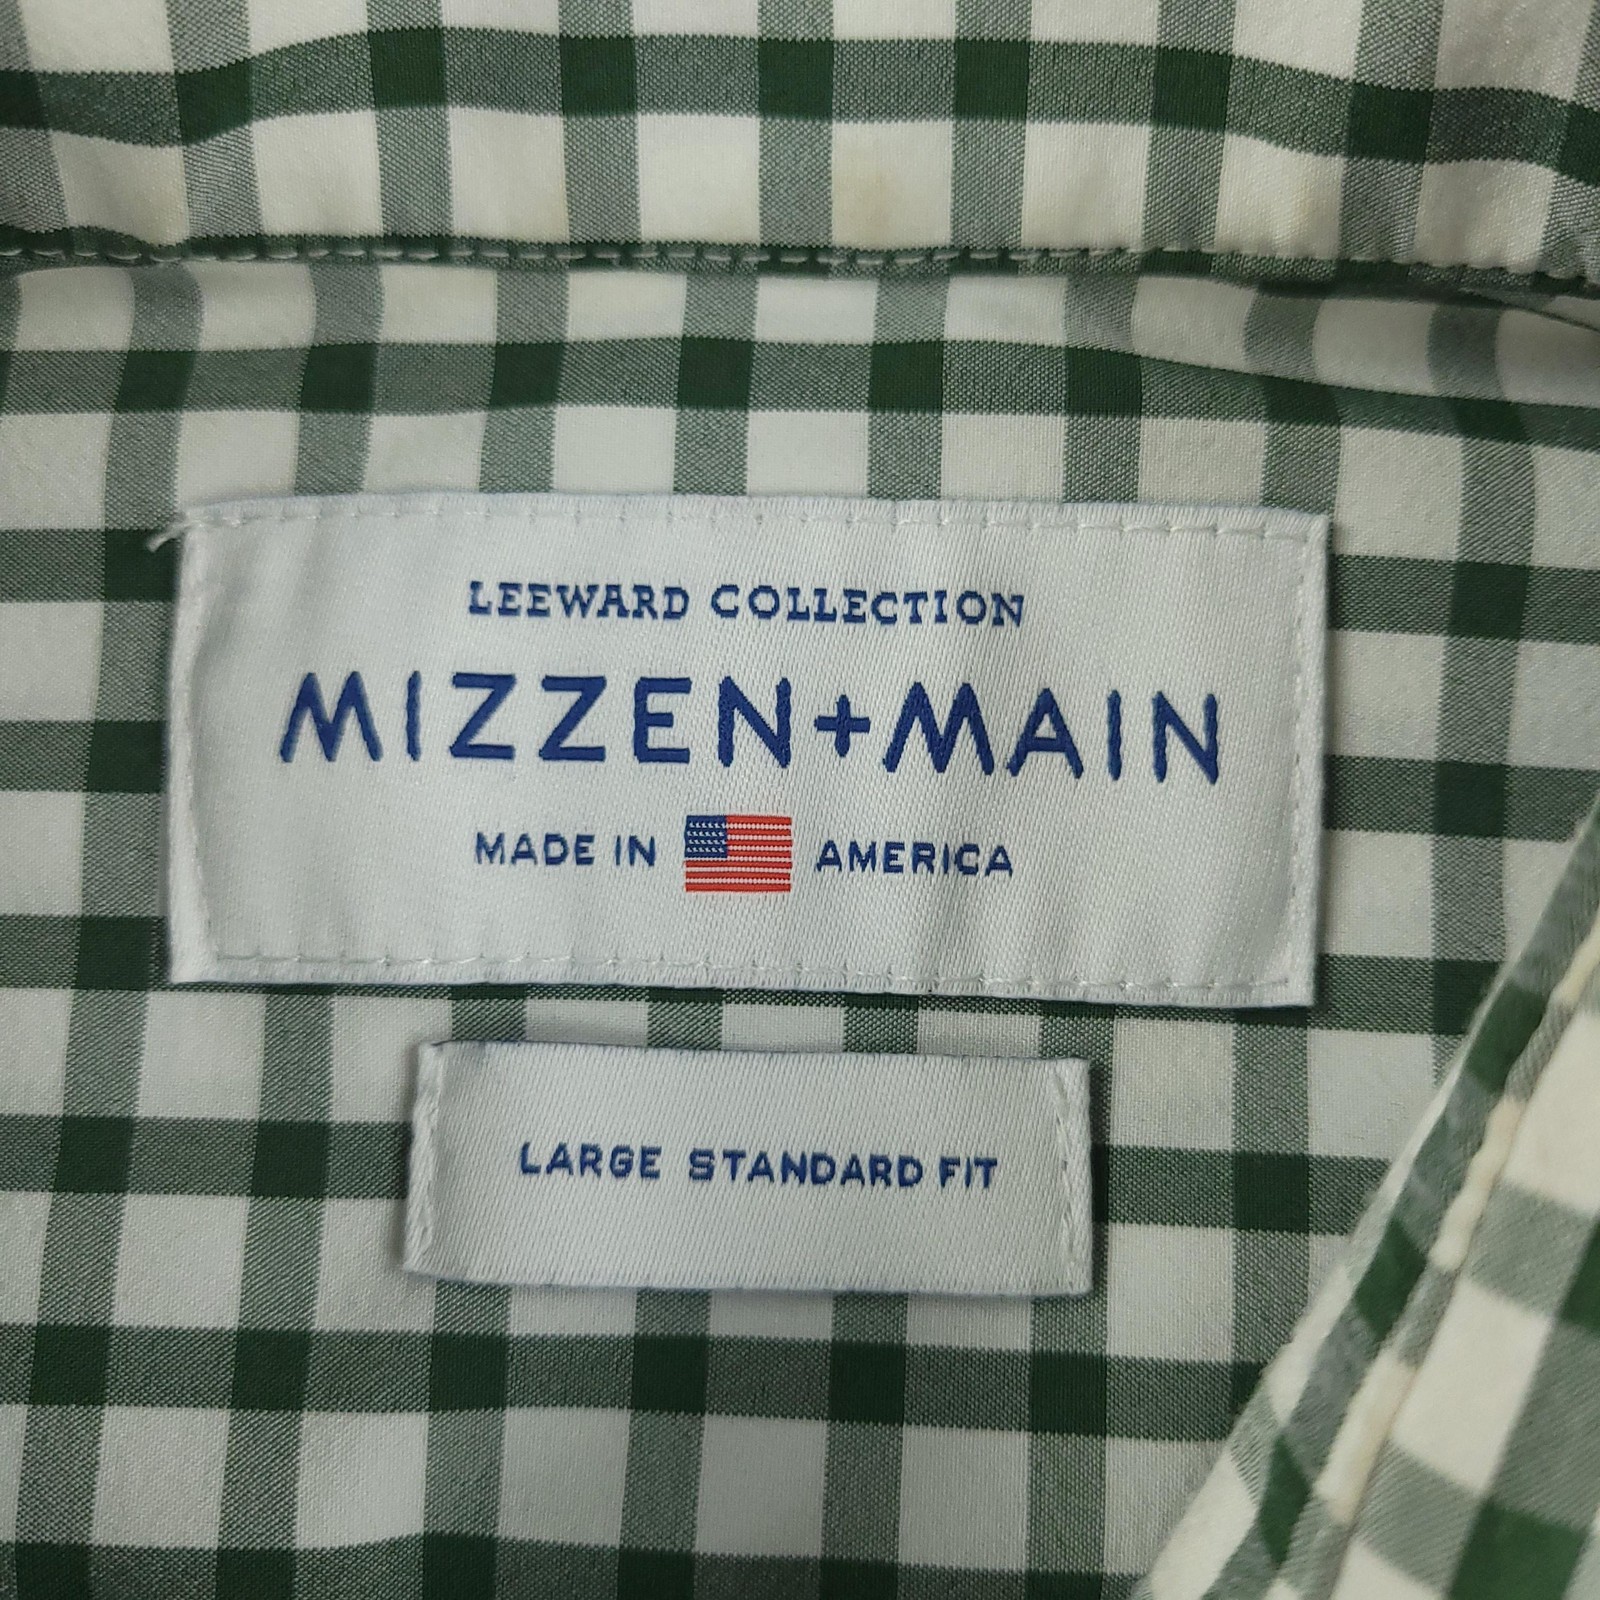 LEEWARD COLLECTION
MIZZEN+MAIN
MADE IN AMERICA
LARGE STANDARD FIT